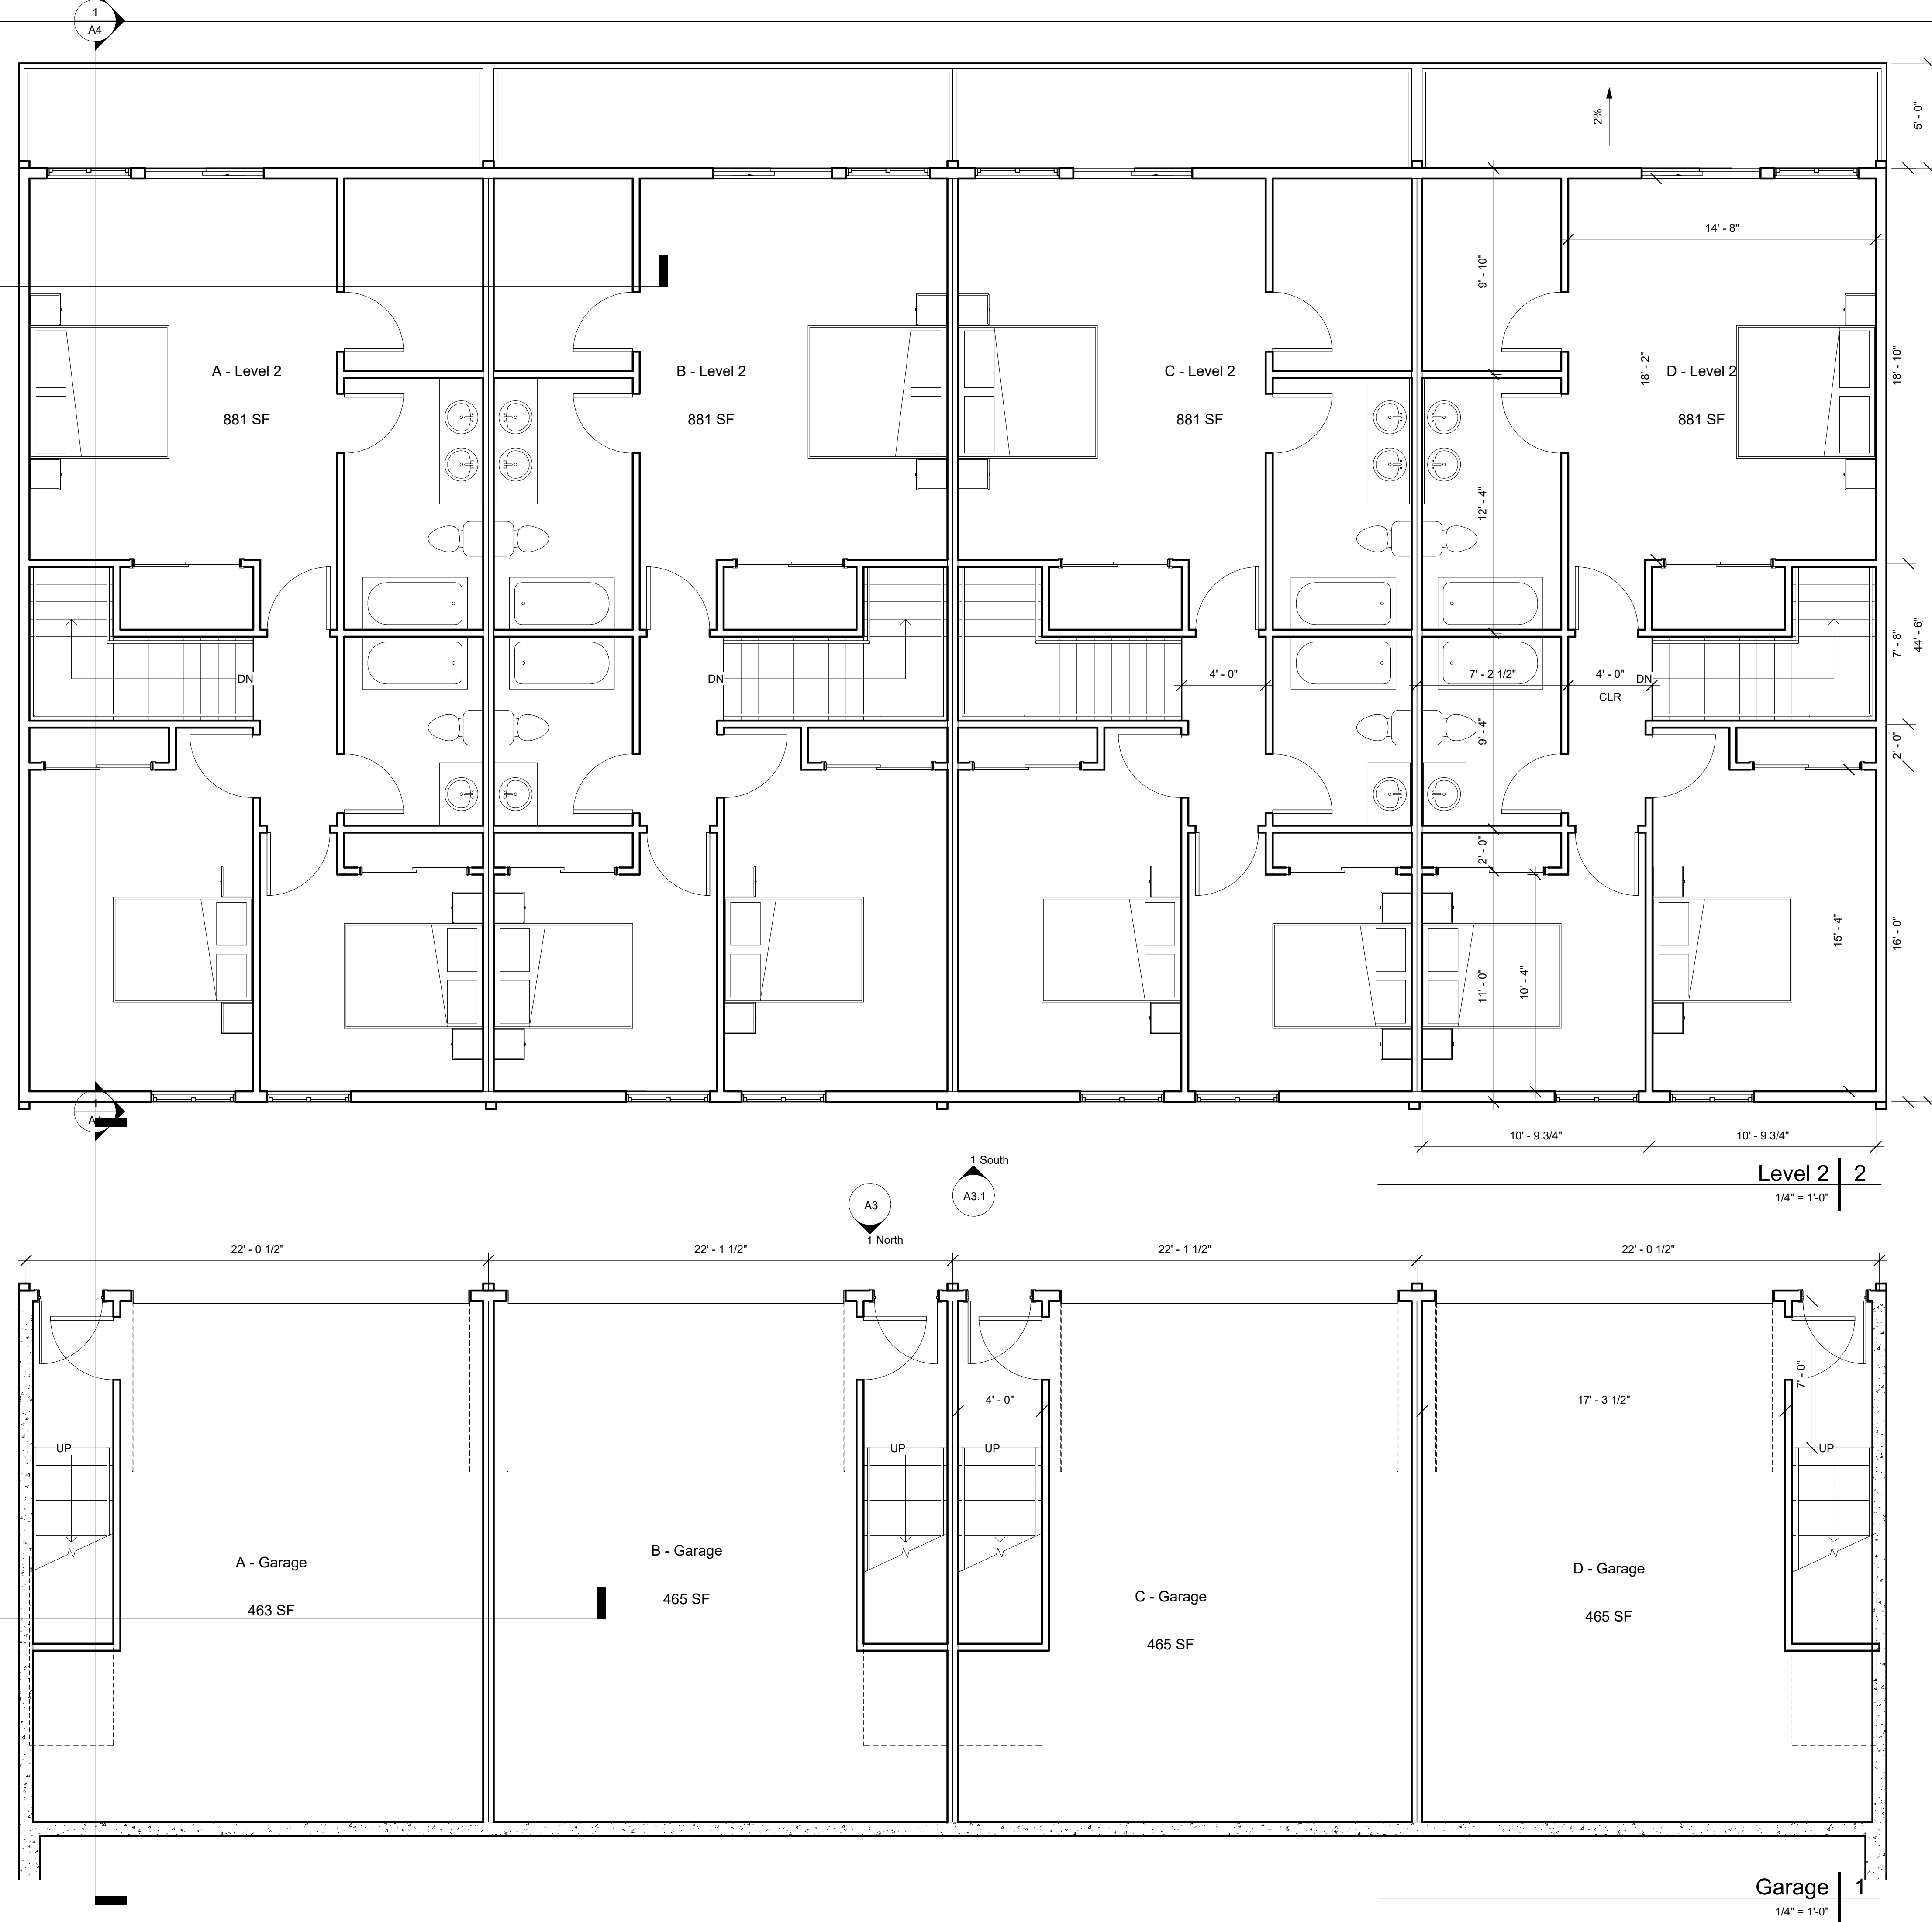 1
A4
2%
5' - 0"
14' - 8"
9' - 10"
18' - 2"
18' - 10"
A - Level 2
881 SF
B - Level 2
881 SF
C - Level 2
881 SF
D - Level 2
881 SF
12' - 4"
DN
DN
4' - 0"
7' - 2 1/2"
4' - 0"
CLR
DN
7' - 8"
44' - 6"
9' - 4"
2' - 0"
2' - 0"
15' - 4"
16' - 0"
11' - 0"
10' - 4"
1
10' - 9 3/4"
10' - 9 3/4"
Level 2
2
1/4" = 1'-0"
1 South
A3.1
A3
1 North
22' - 0 1/2"
22' - 1 1/2"
22' - 1 1/2"
22' - 0 1/2"
7' - 0"
4' - 0"
17' - 3 1/2"
UP
UP
UP
UP
A - Garage
463 SF
B - Garage
465 SF
C - Garage
465 SF
D - Garage
465 SF
Garage
1
1/4" = 1'-0"